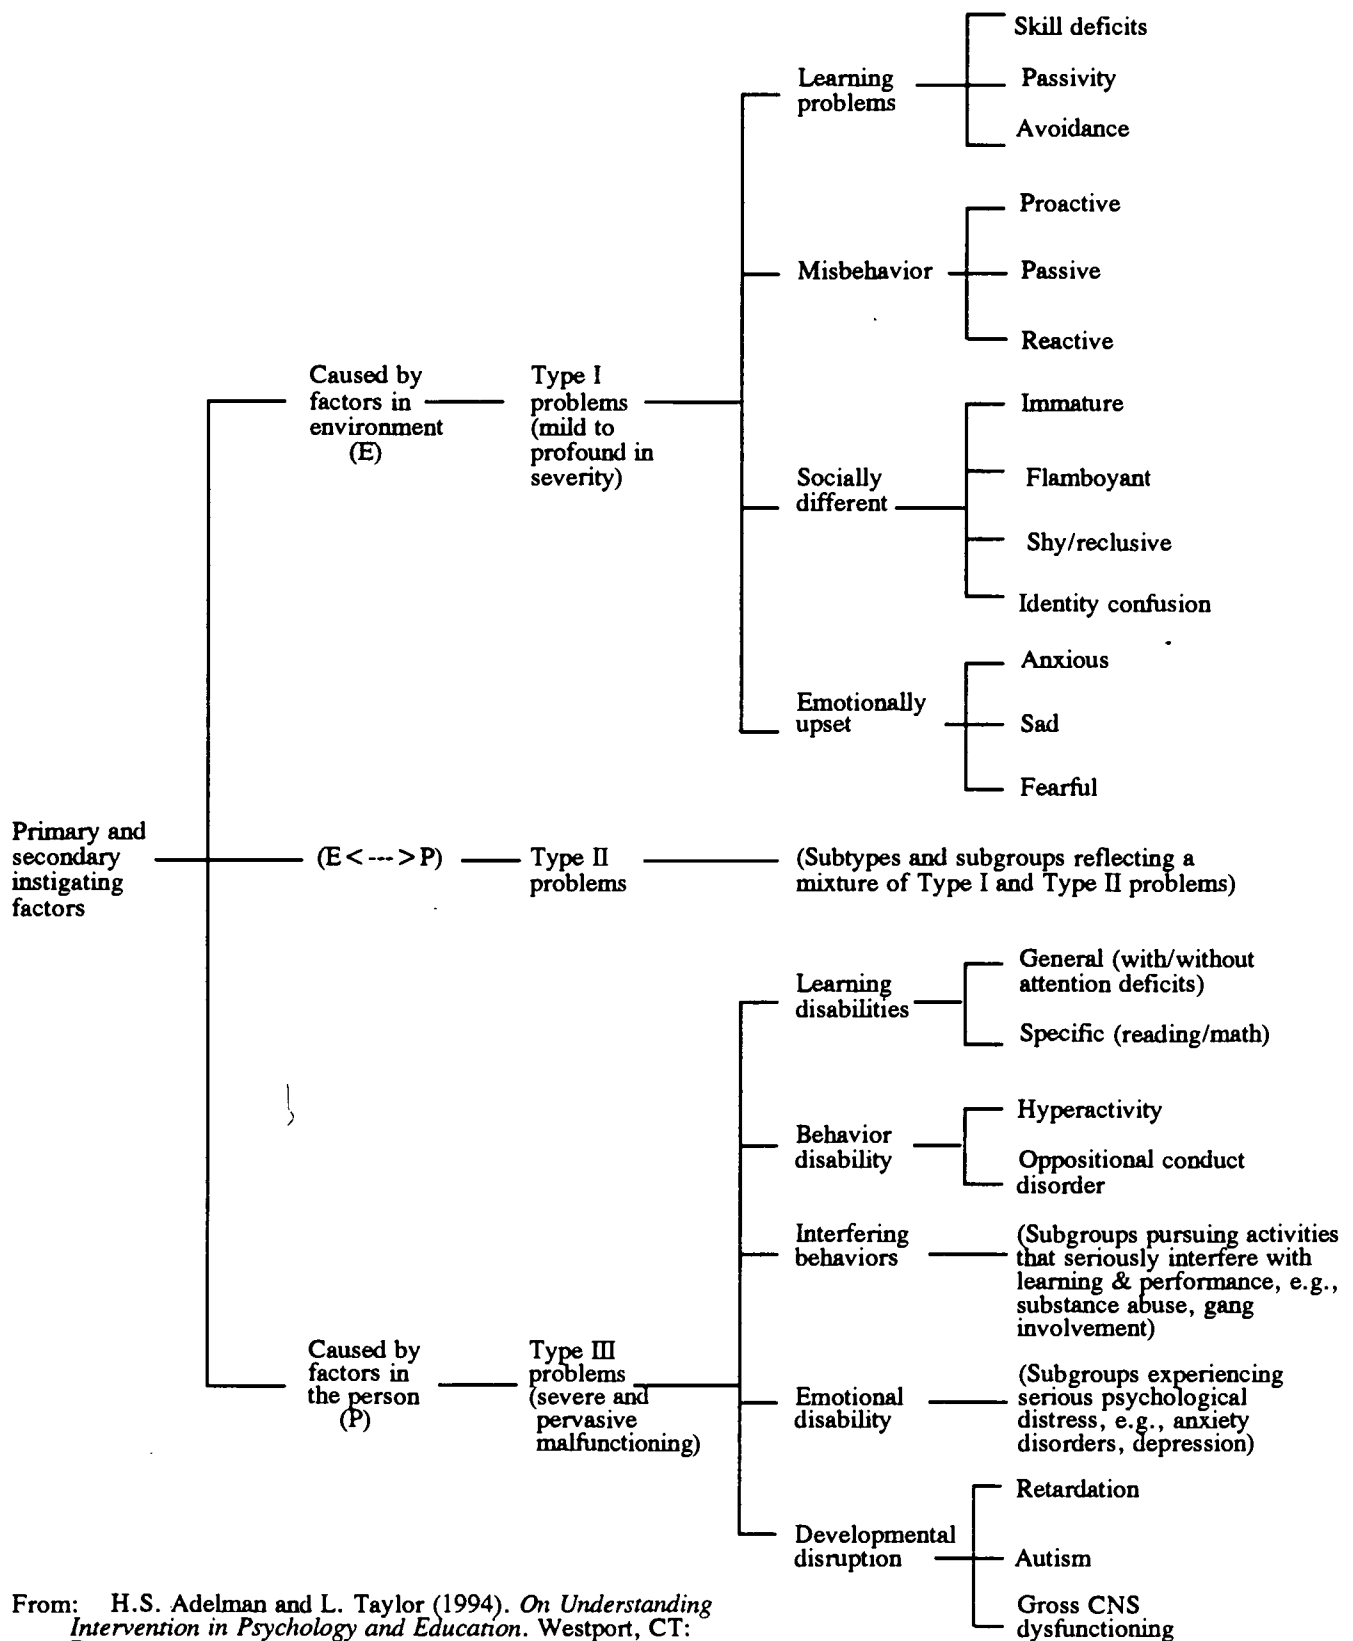 Skill deficits
Learning
problems
Passivity
Avoidance
Proactive
Misbehavior
Passive
Reactive
Caused by
factors in
environment
(E)
Type I
problems
(mild to
profound in
severity)
Immature
Socially
different
Flamboyant
Shy/reclusive
Identity confusion
Anxious
Emotionally
upset
Sad
Fearful
Primary and
secondary
instigating
factors
(E<--->P)
Type II
problems
(Subtypes and subgroups reflecting a
mixture of Type I and Type II problems)
Learning
disabilities
General (with/without
attention deficits)
Specific (reading/math)
Behavior
disability
Hyperactivity
Oppositional conduct
disorder
Interfering
behaviors
(Subgroups pursuing activities
that seriously interfere with
learning & performance, e.g.,
substance abuse, gang
involvement)
Caused by
factors in
the person
(P)
Type III
problems
(severe and
pervasive
malfunctioning)
Emotional
disability
(Subgroups experiencing
serious psychological
distress, e.g., anxiety
disorders, depression)
Developmental
disruption
Retardation
Autism
Gross CNS
dysfunctioning
From: H.S. Adelman and L. Taylor (1994). On Understanding
Intervention in Psychology and Education. Westport, CT: